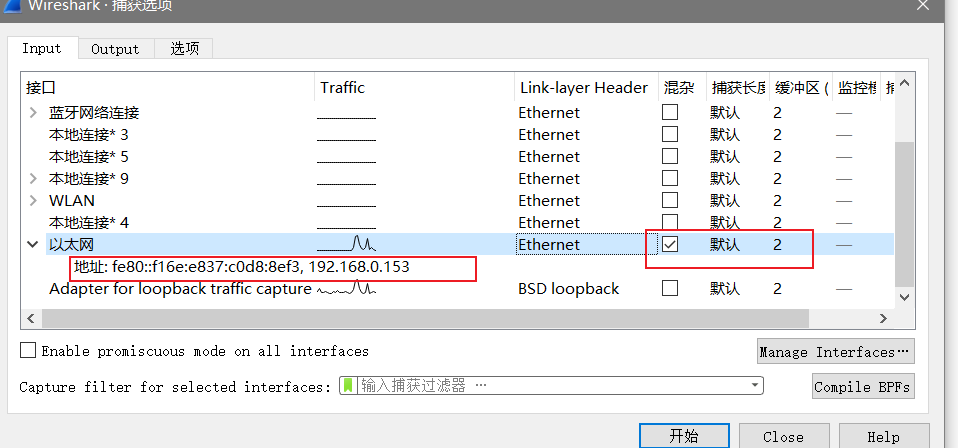 Wireshark · 捕获选项
Input Output 选项
接口 Traffic Link-layer Header 混杂 捕获长度 缓冲区 ( 监控模
蓝牙网络连接 Ethernet 默认 2 —
本地连接* 3 Ethernet 默认 2 —
本地连接* 5 Ethernet 默认 2 —
本地连接* 9 Ethernet 默认 2 —
WLAN Ethernet 默认 2 —
本地连接* 4 Ethernet 默认 2 —
以太网 Ethernet 默认 2 —
地址: fe80::f16e:e837:c0d8:8ef3, 192.168.0.153
Adapter for loopback traffic capture BSD loopback 默认 2 —
Enable promiscuous mode on all interfaces
Manage Interfaces…
Capture filter for selected interfaces: 输入捕获过滤器 … Compile BPFs
开始 Close Help